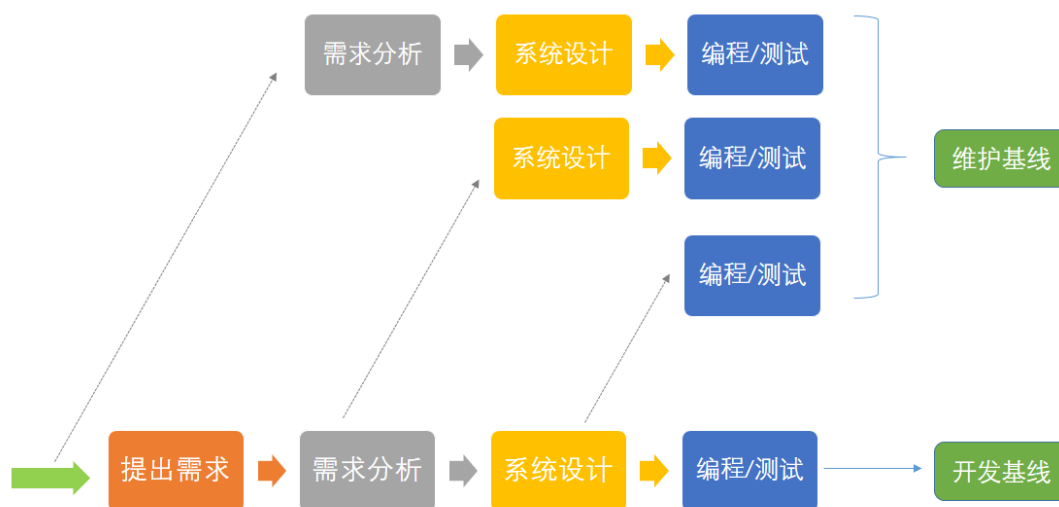 需求分析
系统设计
编程/测试
系统设计
编程/测试
维护基线
编程/测试
提出需求
需求分析
系统设计
编程/测试
开发基线